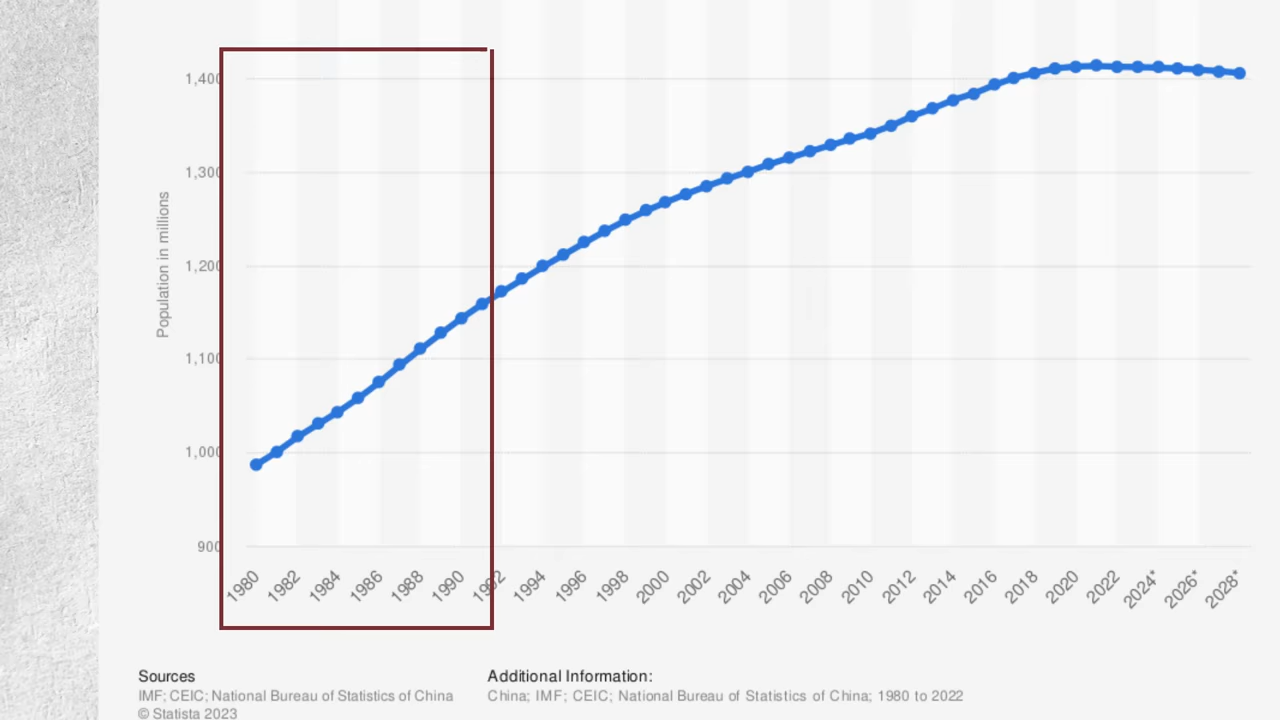 1,400
1,300
1,200
1,100
1,000
900
Population in millions
1980 1982 1984 1986 1988 1990 1992 1994 1996 1998 2000 2002 2004 2006 2008 2010 2012 2014 2016 2018 2020 2022 2024* 2026* 2028*
Sources
IMF; CEIC; National Bureau of Statistics of China
© Statista 2023
Additional Information:
China; IMF; CEIC; National Bureau of Statistics of China; 1980 to 2022